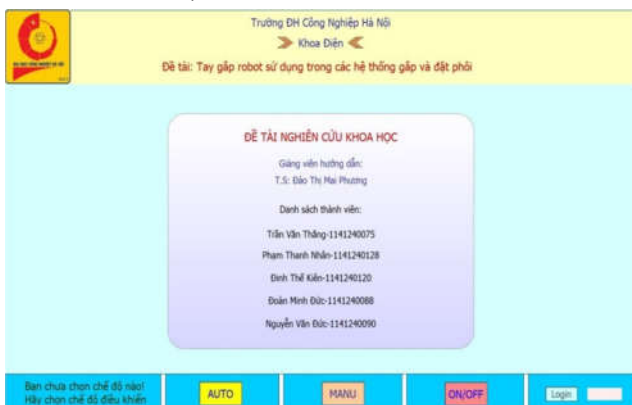 Trường ĐH Công Nghiệp Hà Nội
Khoa Điện
Đề tài: Tay gắp robot sử dụng trong các hệ thống gắp và đặt phôi
ĐỀ TÀI NGHIÊN CỨU KHOA HỌC
Giảng viên hướng dẫn:
T.S: Đào Thị Mai Phương
Danh sách thành viên:
Trần Văn Thăng-1141240075
Phạm Thanh Nhân-1141240128
Đinh Thế Kiên-1141240120
Đoàn Minh Đức-1141240088
Nguyễn Văn Đức-1141240090
Bạn chưa chọn chế độ nào!
Hãy chọn chế độ điều khiển
AUTO
MANU
ON/OFF
Login